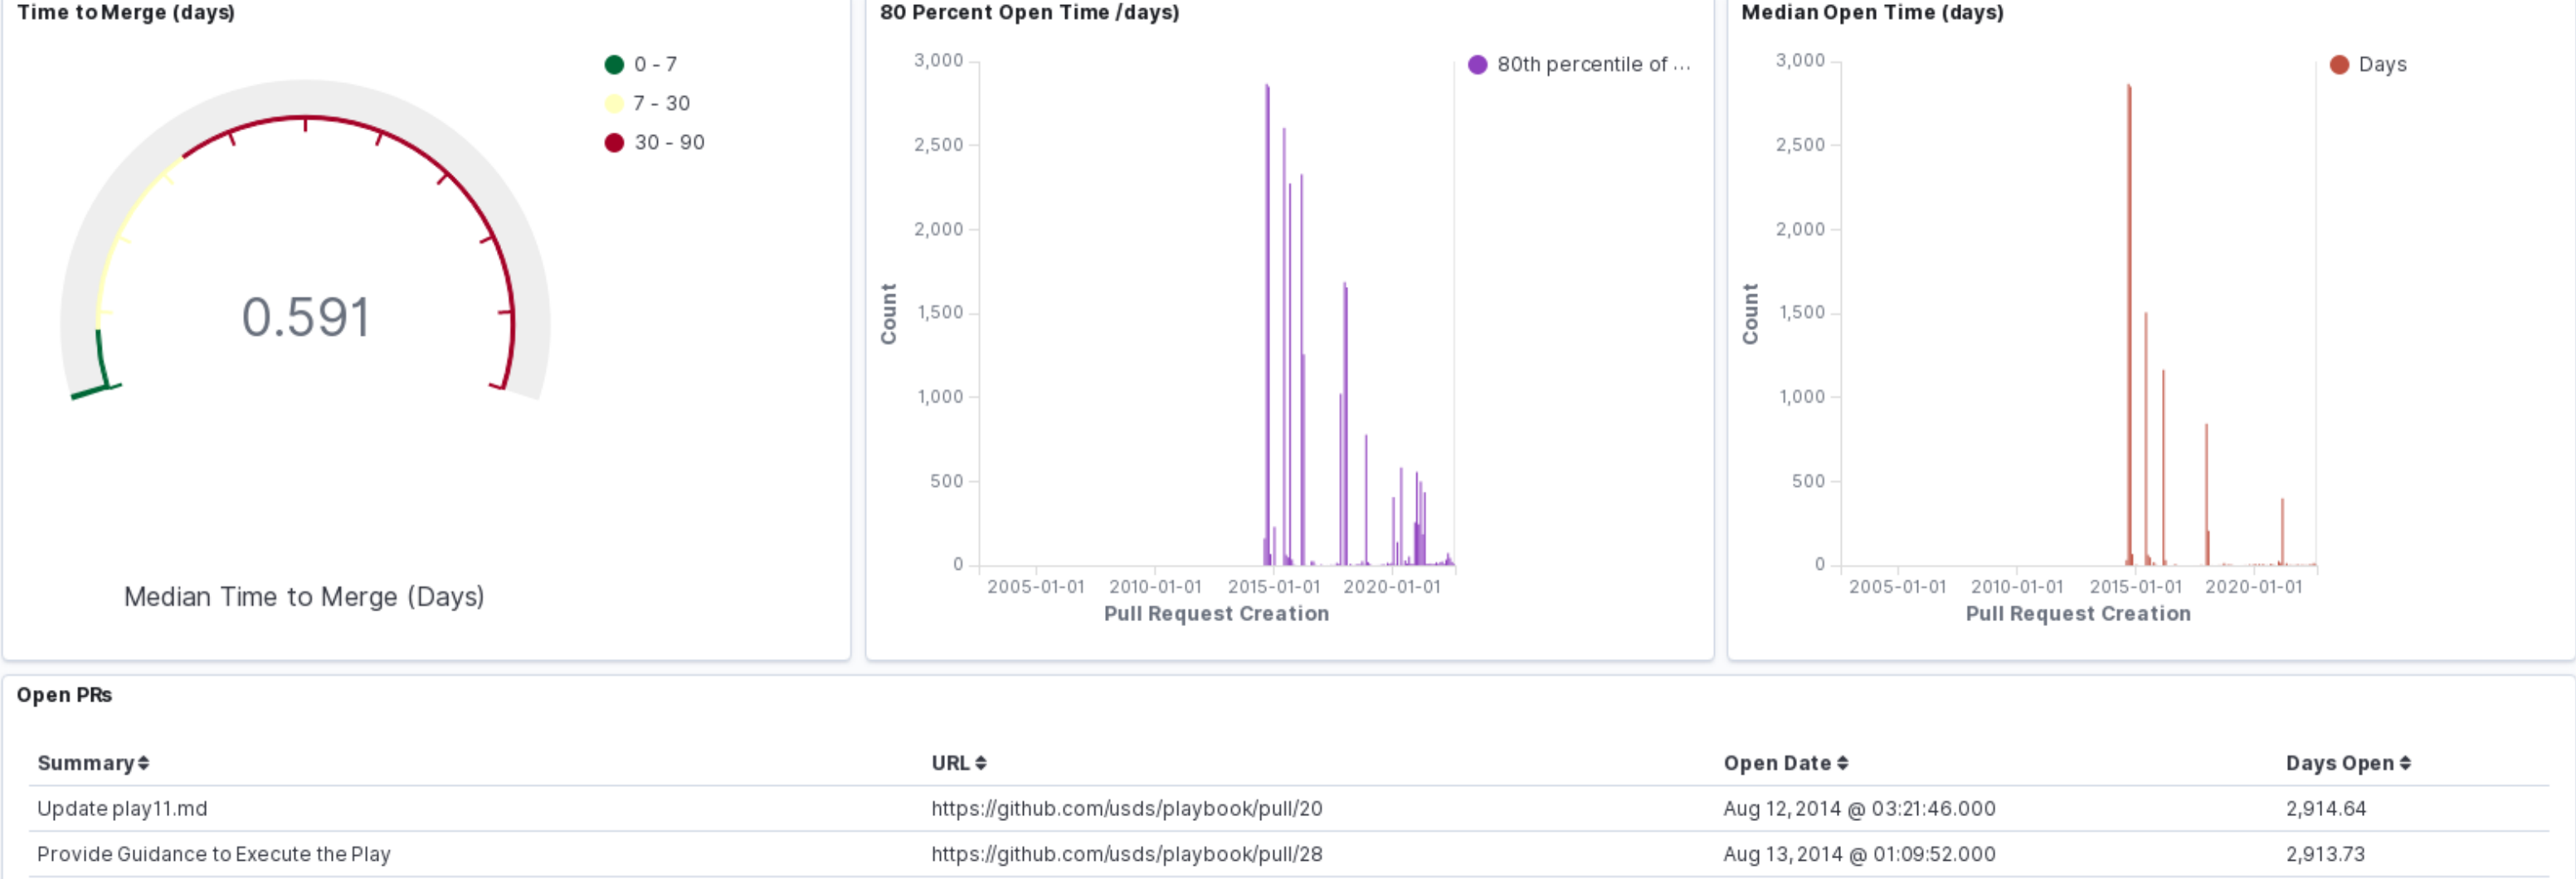 Time to Merge (days)
0 - 7
7 - 30
30 - 90
0.591
Median Time to Merge (Days)
80 Percent Open Time /days)
3,000
2,500
2,000
1,500
1,000
500
0
Count
2005-01-01 2010-01-01 2015-01-01 2020-01-01
Pull Request Creation
80th percentile of ...
Median Open Time (days)
3,000
2,500
2,000
1,500
1,000
500
0
Count
2005-01-01 2010-01-01 2015-01-01 2020-01-01
Pull Request Creation
Days
Open PRs
Summary URL Open Date Days Open
Update play11.md https://github.com/usds/playbook/pull/20 Aug 12, 2014 @ 03:21:46.000 2,914.64
Provide Guidance to Execute the Play https://github.com/usds/playbook/pull/28 Aug 13, 2014 @ 01:09:52.000 2,913.73